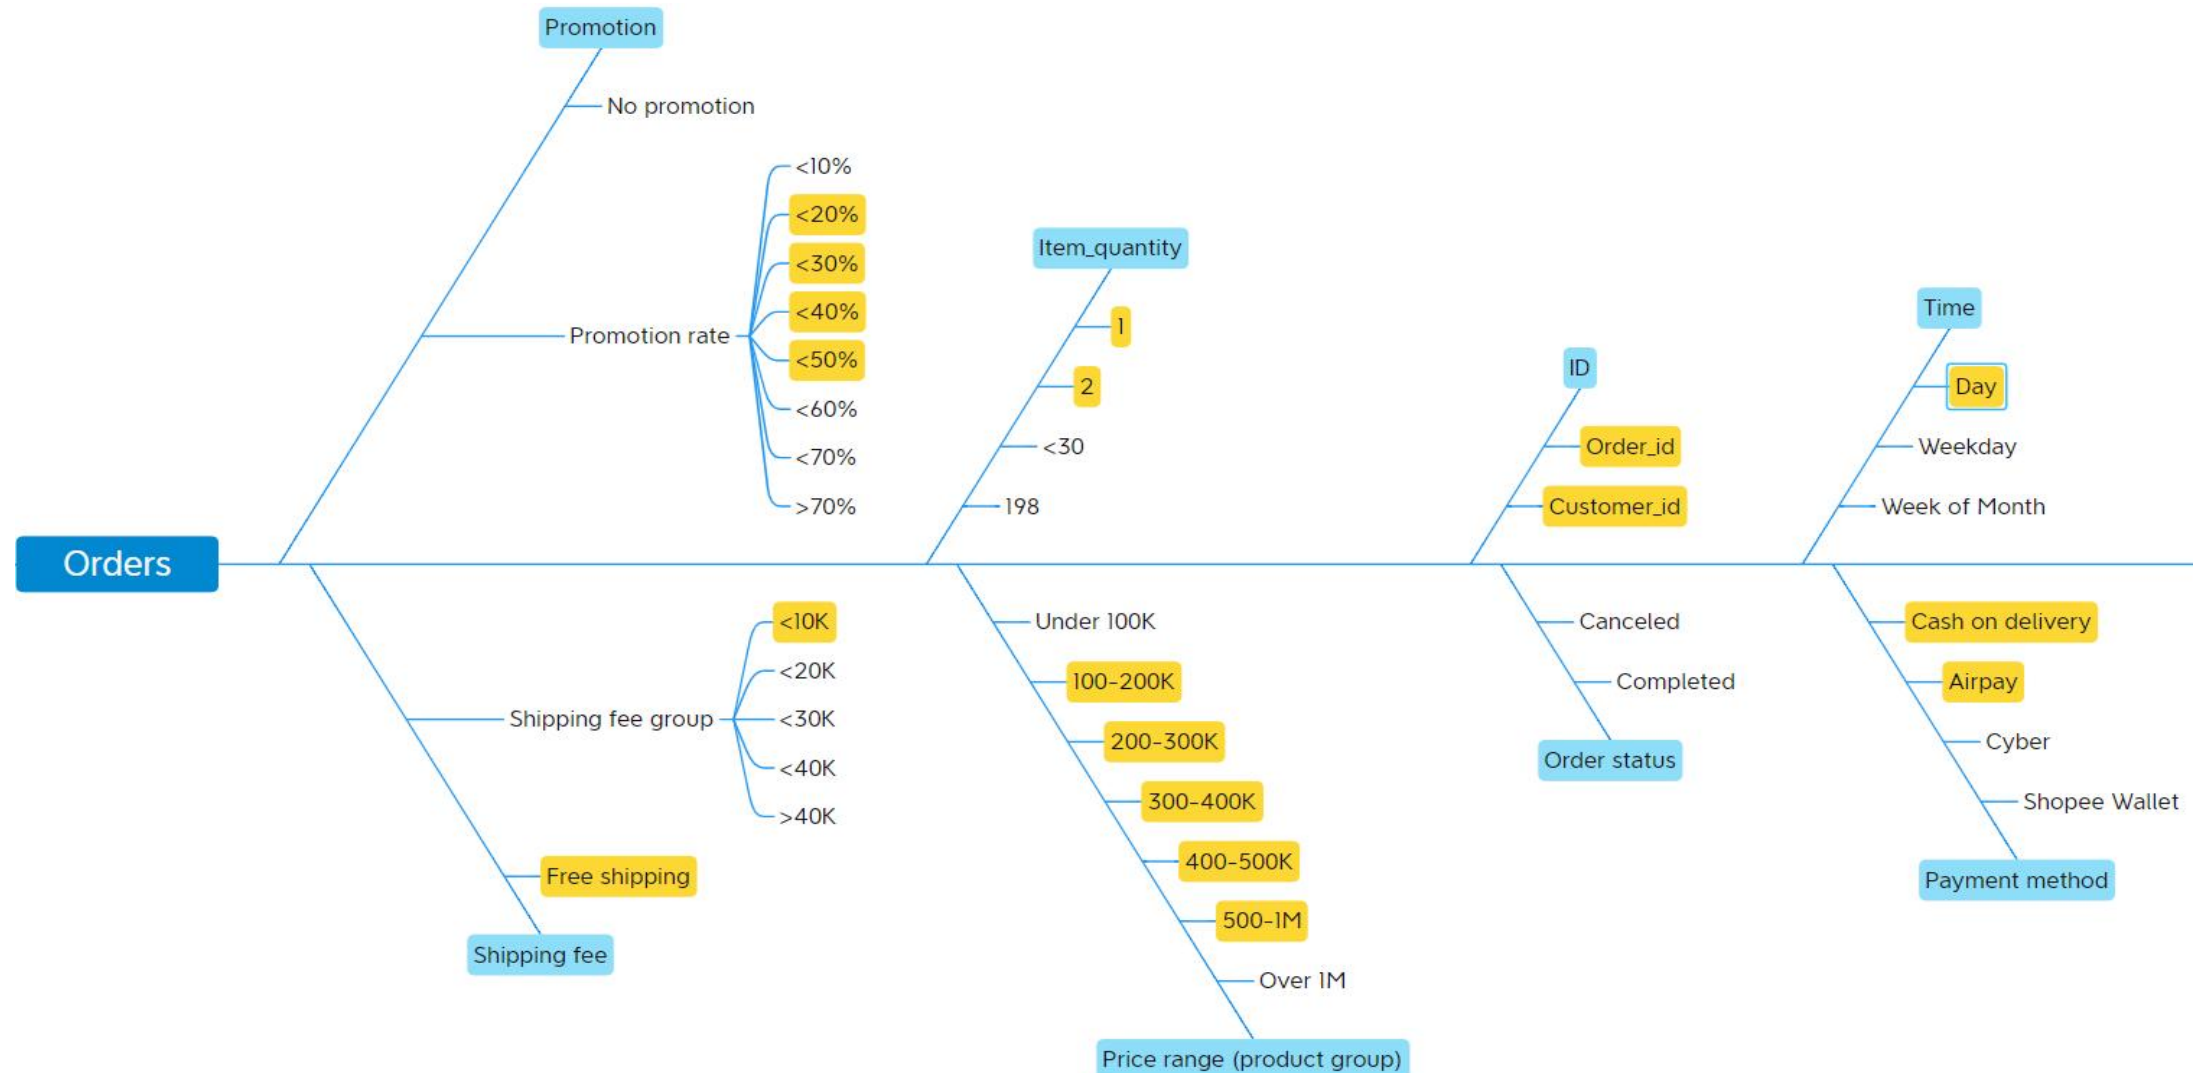 Promotion
No promotion
<10%
<20%
<30%
<40%
<50%
<60%
<70%
>70%
Promotion rate
Item_quantity
1
2
<30
198
ID
Order_id
Customer_id
Time
Day
Weekday
Week of Month
Orders
<10K
<20K
<30K
<40K
>40K
Shipping fee group
Free shipping
Shipping fee
Under 100K
100-200K
200-300K
300-400K
400-500K
500-1M
Over 1M
Price range (product group)
Canceled
Completed
Order status
Cash on delivery
Airpay
Cyber
Shopee Wallet
Payment method